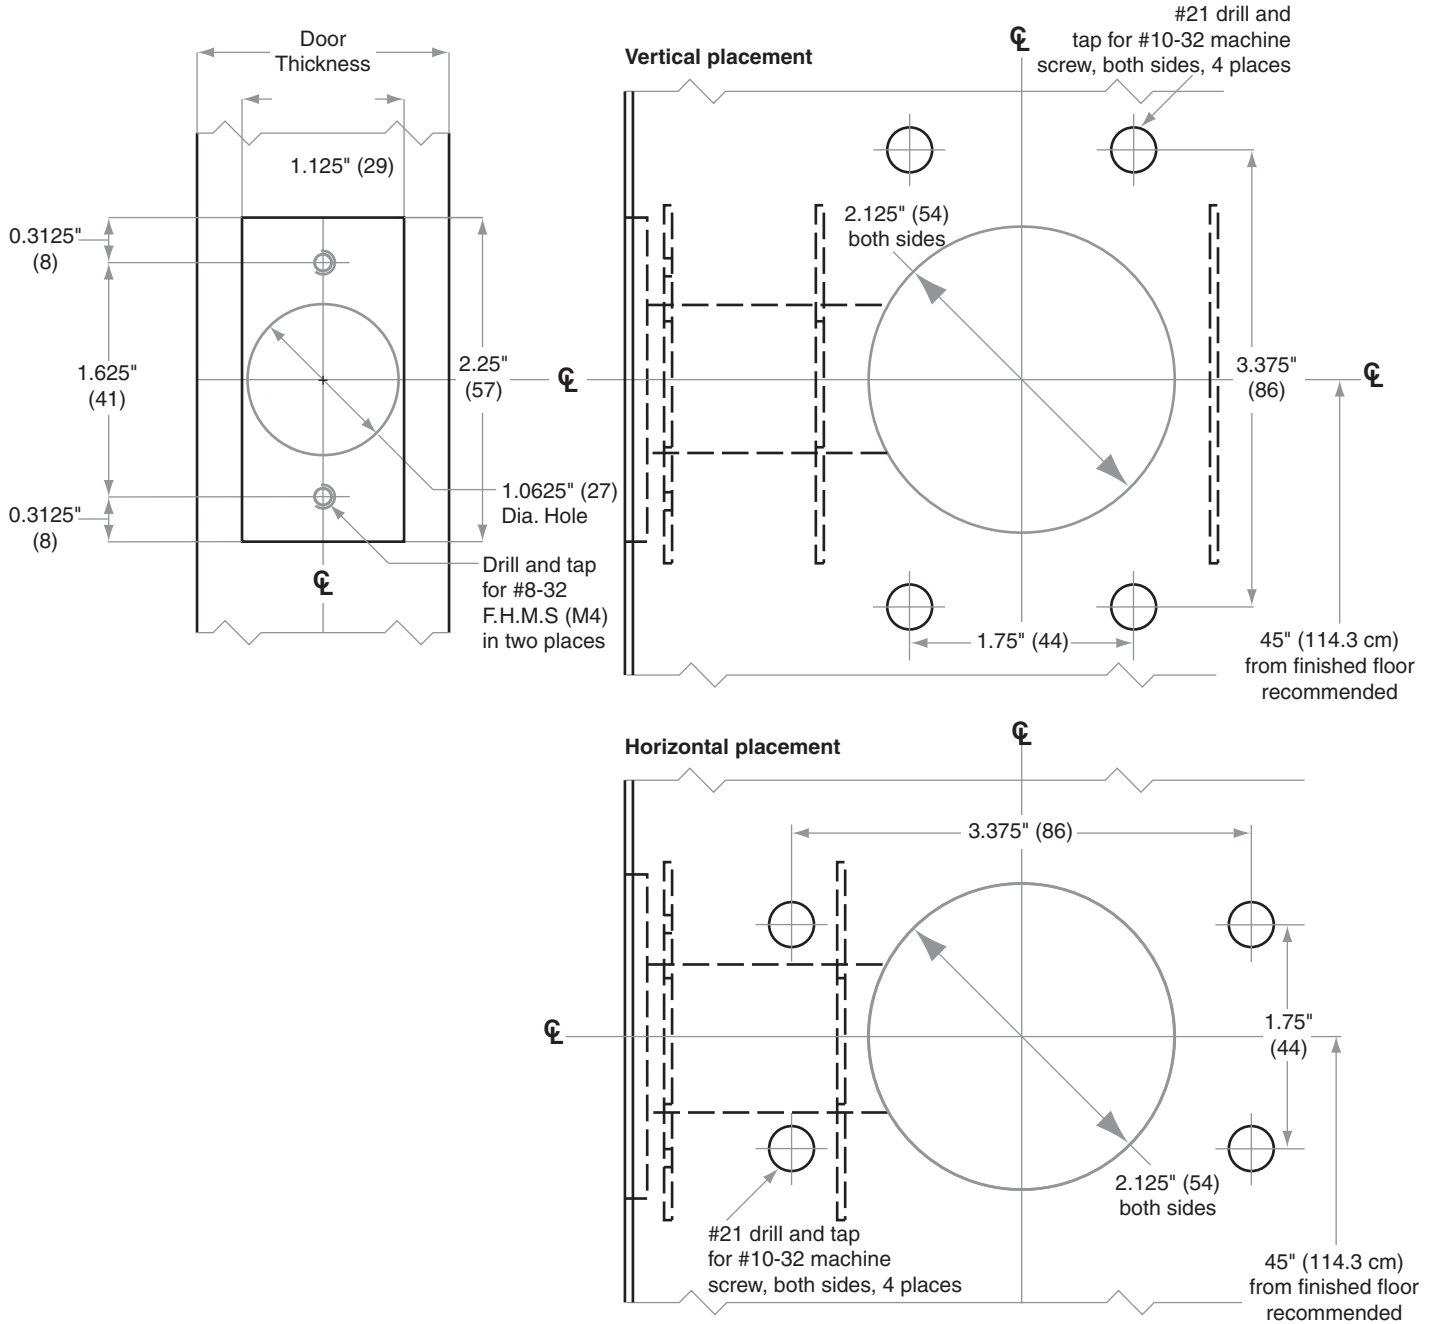 Door
Thickness
1.125" (29)
0.3125"
(8)
1.625"
(41)
0.3125"
(8)
2.25"
(57)
1.0625" (27)
Dia. Hole
Drill and tap
for #8-32
F.H.M.S (M4)
in two places
℄
℄
Vertical placement
℄
#21 drill and
tap for #10-32 machine
screw, both sides, 4 places
2.125" (54)
both sides
3.375"
(86)
℄
1.75" (44)
45" (114.3 cm)
from finished floor
recommended
Horizontal placement
℄
3.375" (86)
℄
1.75"
(44)
2.125" (54)
both sides
#21 drill and tap
for #10-32 machine
screw, both sides, 4 places
45" (114.3 cm)
from finished floor
recommended